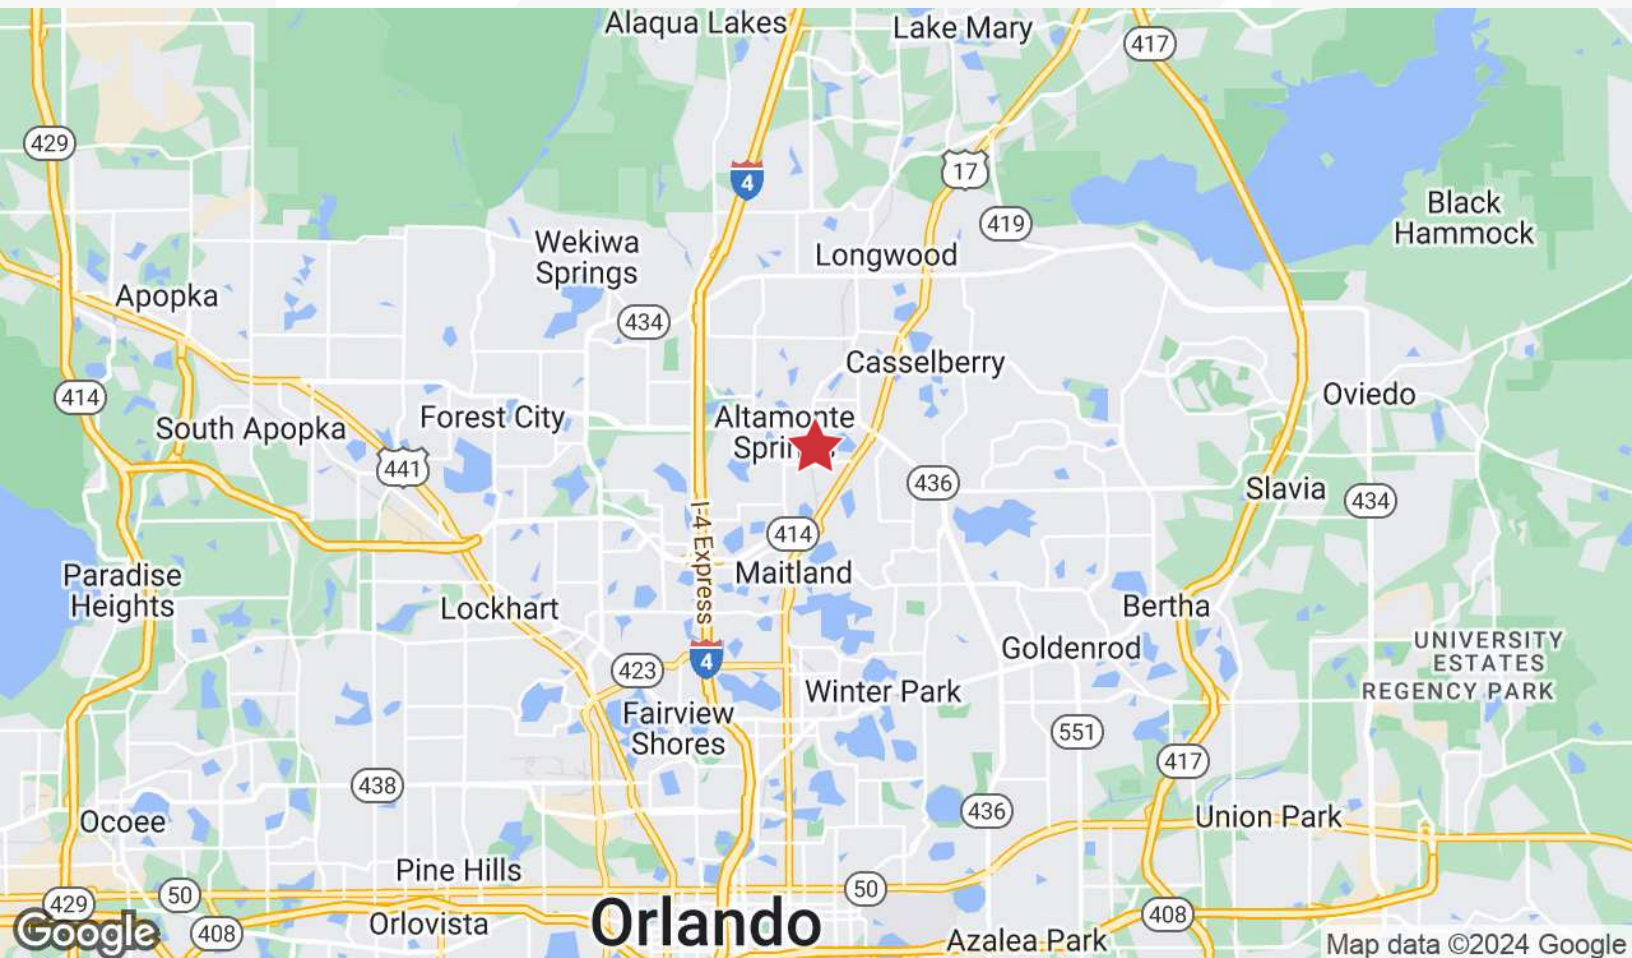 Alaqua Lakes
Lake Mary
417
429
4
17
Black
Hammock
419
Wekiwa
Springs
Longwood
Apopka
434
Casselberry
414
Oviedo
Forest City
Altamonte
South Apopka
441
436
Slavia
434
I-4 Express
414
Paradise
Heights
Maitland
Lockhart
Bertha
Goldenrod
UNIVERSITY
ESTATES
REGENCY PARK
423
4
Winter Park
Fairview
Shores
551
417
438
436
Ocoee
Union Park
Pine Hills
50
50
429
Orlovista
Orlando
408
408
Google
Azalea Park
Map data ©2024 Google